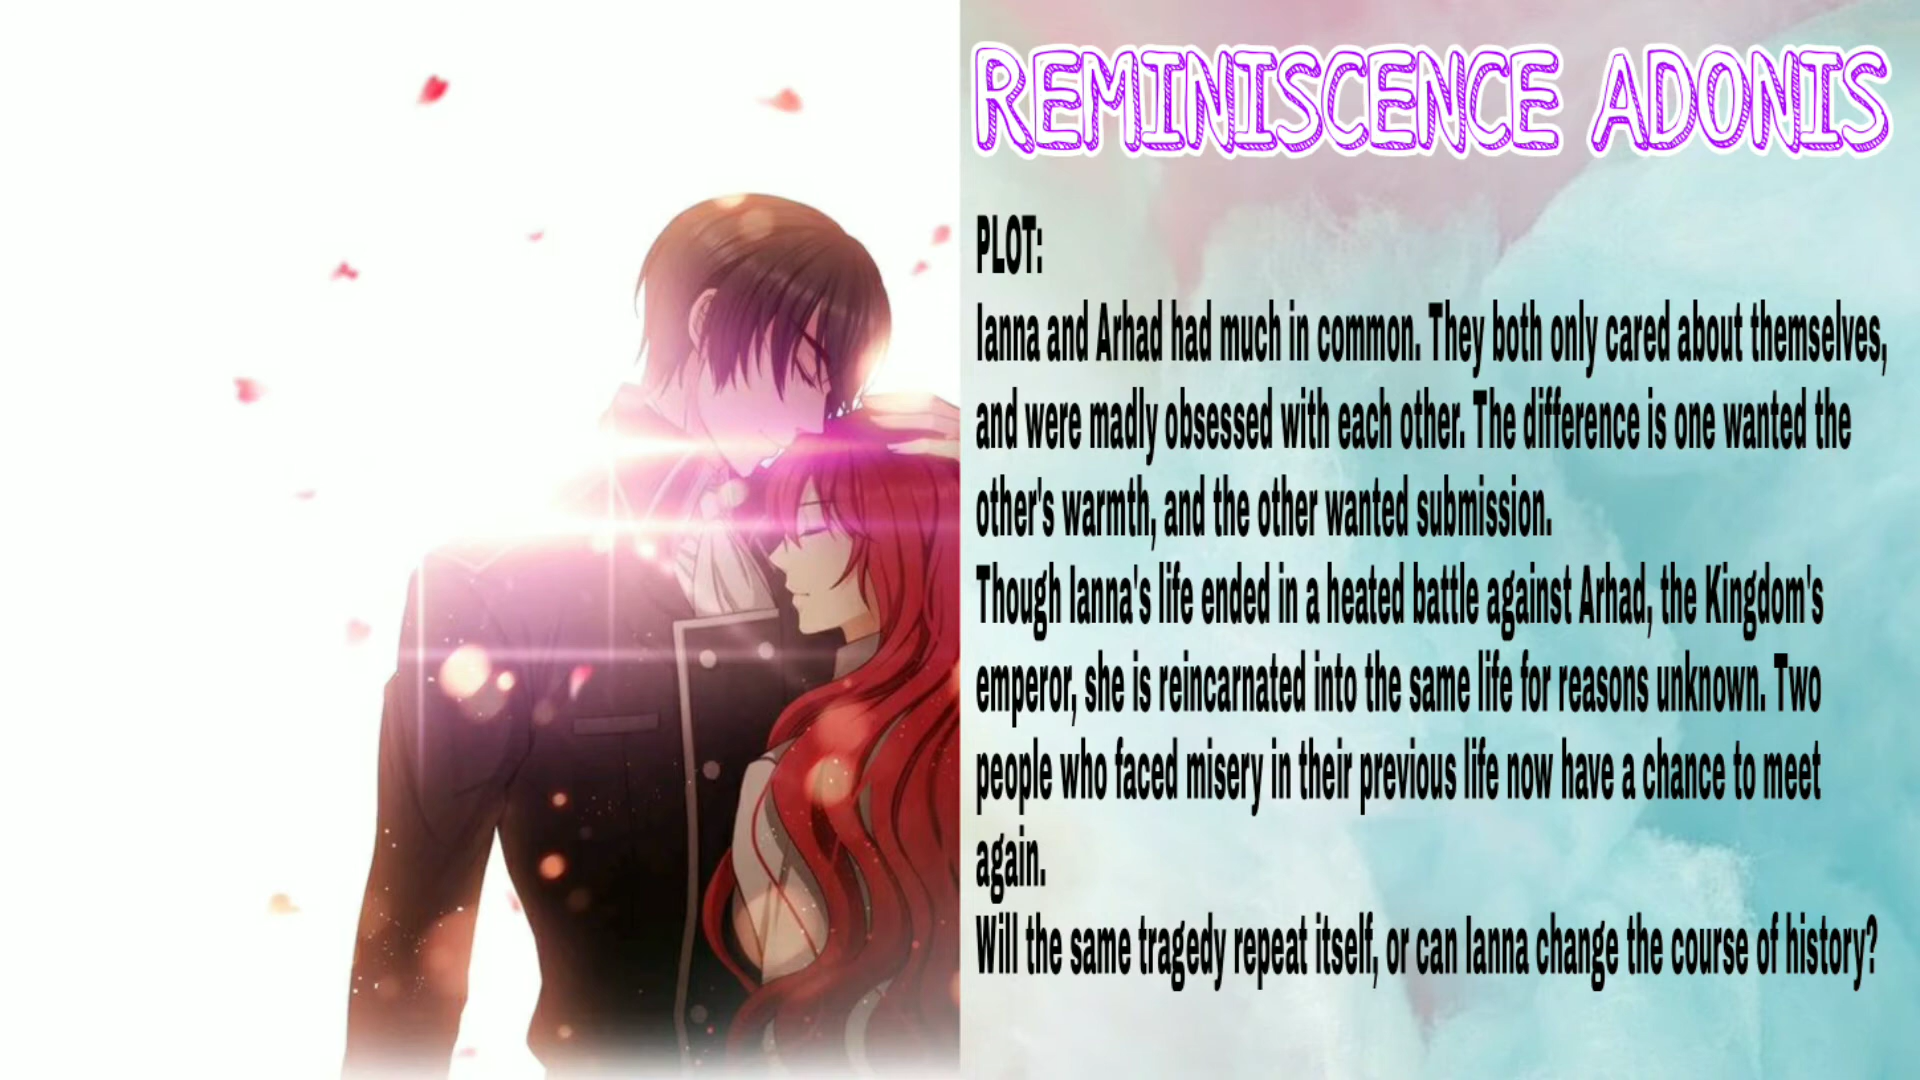 REMINISCENCE ADONIS
PLOT:
Ianna and Arhad had much in common. They both only cared about themselves,
and were madly obsessed with each other. The difference is one wanted the
other's warmth, and the other wanted submission.
Though Ianna's life ended in a heated battle against Arhad, the Kingdom's
emperor, she is reincarnated into the same life for reasons unknown. Two
people who faced misery in their previous life now have a chance to meet
again.
Will the same tragedy repeat itself, or can Ianna change the course of history?